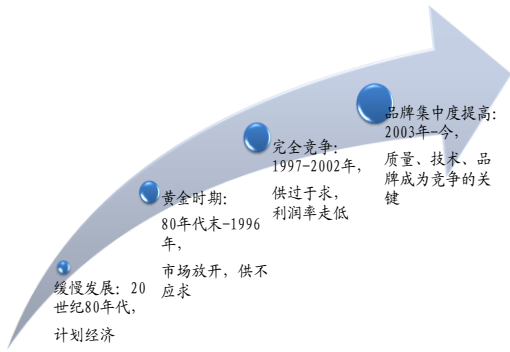 品牌集中度提高：
2003年-今，
质量、技术、品
牌成为竞争的关
键
完全竞争：
1997-2002年，
供过于求，
利润率走低
黄金时期：
80年代末-1996
年，
市场放开，供不
应求
缓慢发展：20
世纪80年代，
计划经济